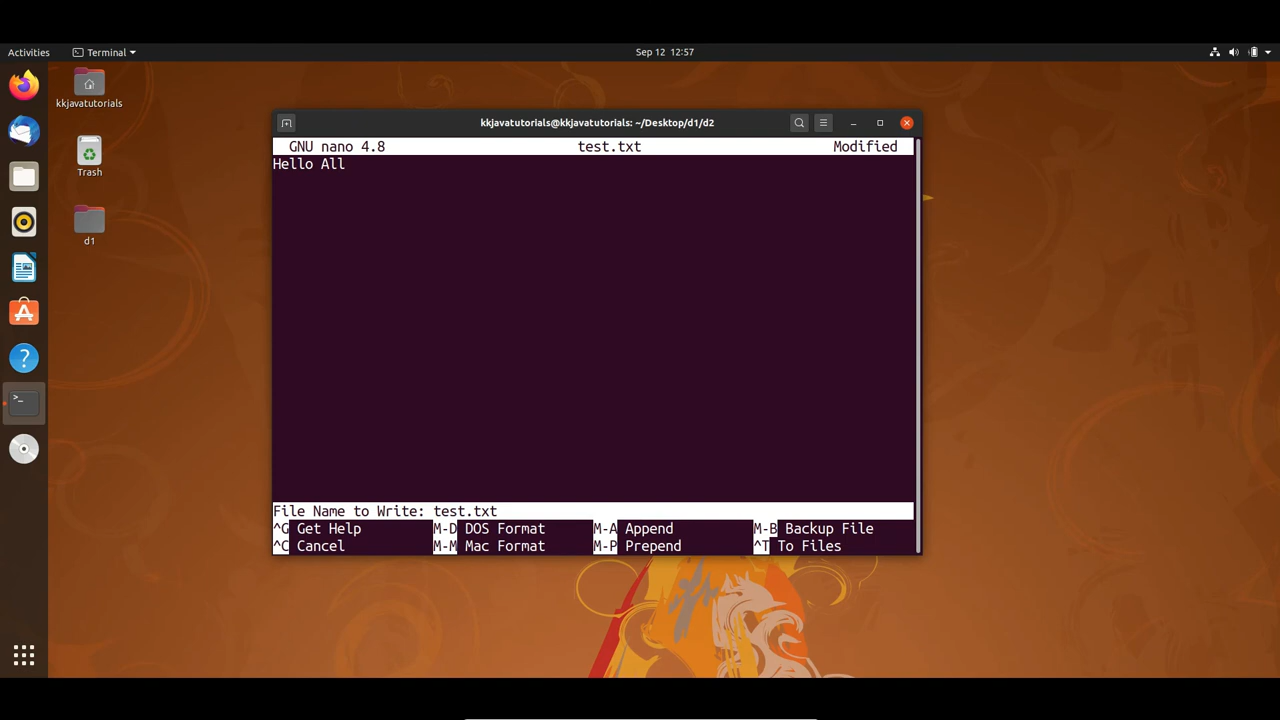 Activities
Terminal
Sep 12 12:57
kkjavatutorials
Trash
d1
kkjavatutorials@kkjavatutorials: ~/Desktop/d1/d2
GNU nano 4.8 test.txt Modified
Hello All
File Name to Write: test.txt
^G Get Help M-D DOS Format M-A Append M-B Backup File
^C Cancel M-M Mac Format M-P Prepend ^T To Files